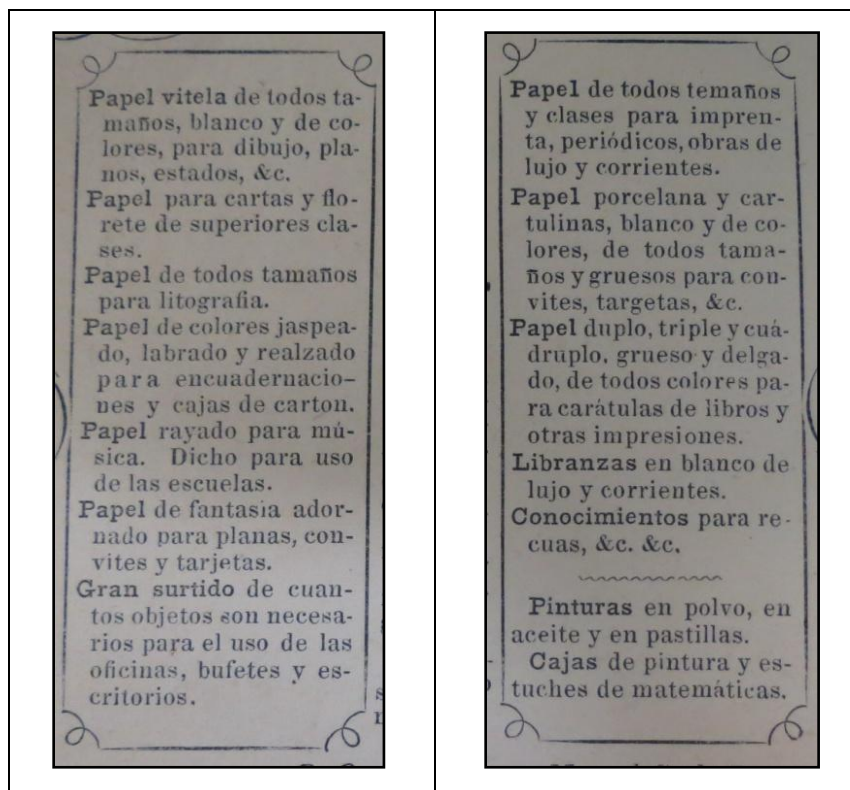 Papel vitela de todos ta-
maños, blanco y de co-
lores, para dibujo, pla-
nos, estados, &c.
Papel para cartas y flo-
rete de superiores cla-
ses.
Papel de todos tamaños
para litografia.
Papel de colores jaspea-
do, labrado y realzado
para encuadernacio-
nes y cajas de carton.
Papel rayado para mú-
sica. Dicho para uso
de las escuelas.
Papel de fantasia ador-
nado para planas, con-
vites y tarjetas.
Gran surtido de cuan-
tos objetos son necesa-
rios para el uso de las
oficinas, bufetes y es-
critorios.
Papel de todos temaños
y clases para impren-
ta, periódicos, obras de
lujo y corrientes.
Papel porcelana y car-
tulinas, blanco y de co-
lores, de todos tama-
ños y gruesos para con-
vites, targetas, &c.
Papel duplo, triple y cuá-
druplo, grueso y delga-
do, de todos colores pa-
ra carátulas de libros y
otras impresiones.
Libranzas en blanco de
lujo y corrientes.
Conocimientos para re-
cuas, &c. &c.
Pinturas en polvo, en
aceite y en pastillas.
Cajas de pintura y es-
tuches de matemáticas.